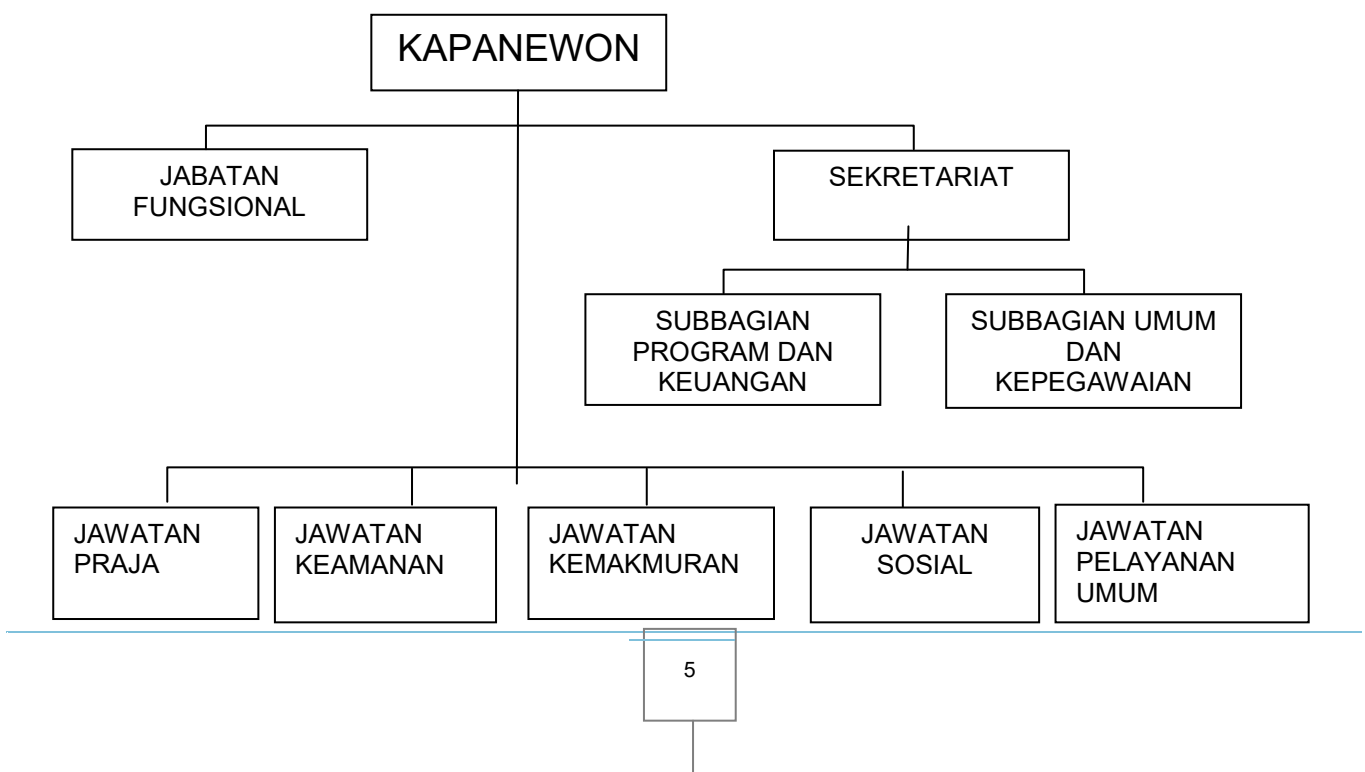 KAPANEWON
JABATAN
FUNGSIONAL
SEKRETARIAT
SUBBAGIAN
PROGRAM DAN
KEUANGAN
SUBBAGIAN UMUM
DAN
KEPEGAWAIAN
JAWATAN
PRAJA
JAWATAN
KEAMANAN
JAWATAN
KEMAKMURAN
JAWATAN
SOSIAL
JAWATAN
PELAYANAN
UMUM
5